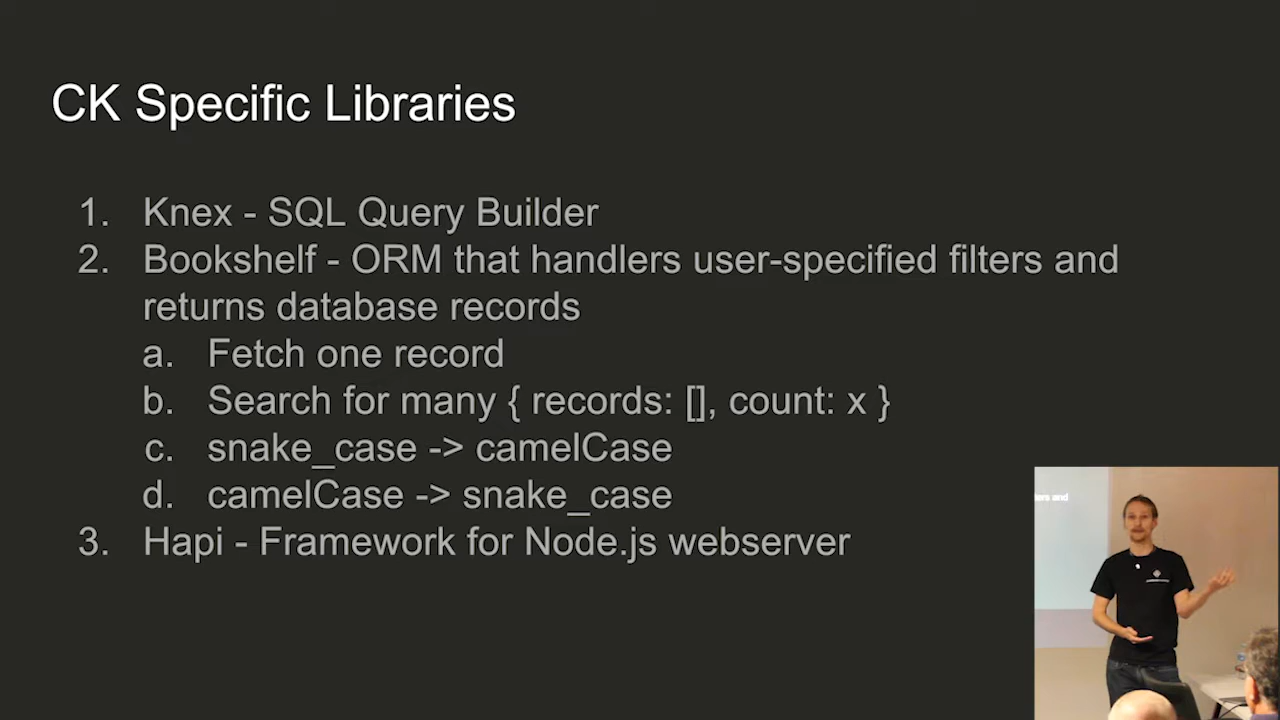 CK Specific Libraries
1. Knex - SQL Query Builder
2. Bookshelf - ORM that handlers user-specified filters and
returns database records
a. Fetch one record
b. Search for many { records: [], count: x }
c. snake_case -> camelCase
d. camelCase -> snake_case
3. Hapi - Framework for Node.js webserver
and